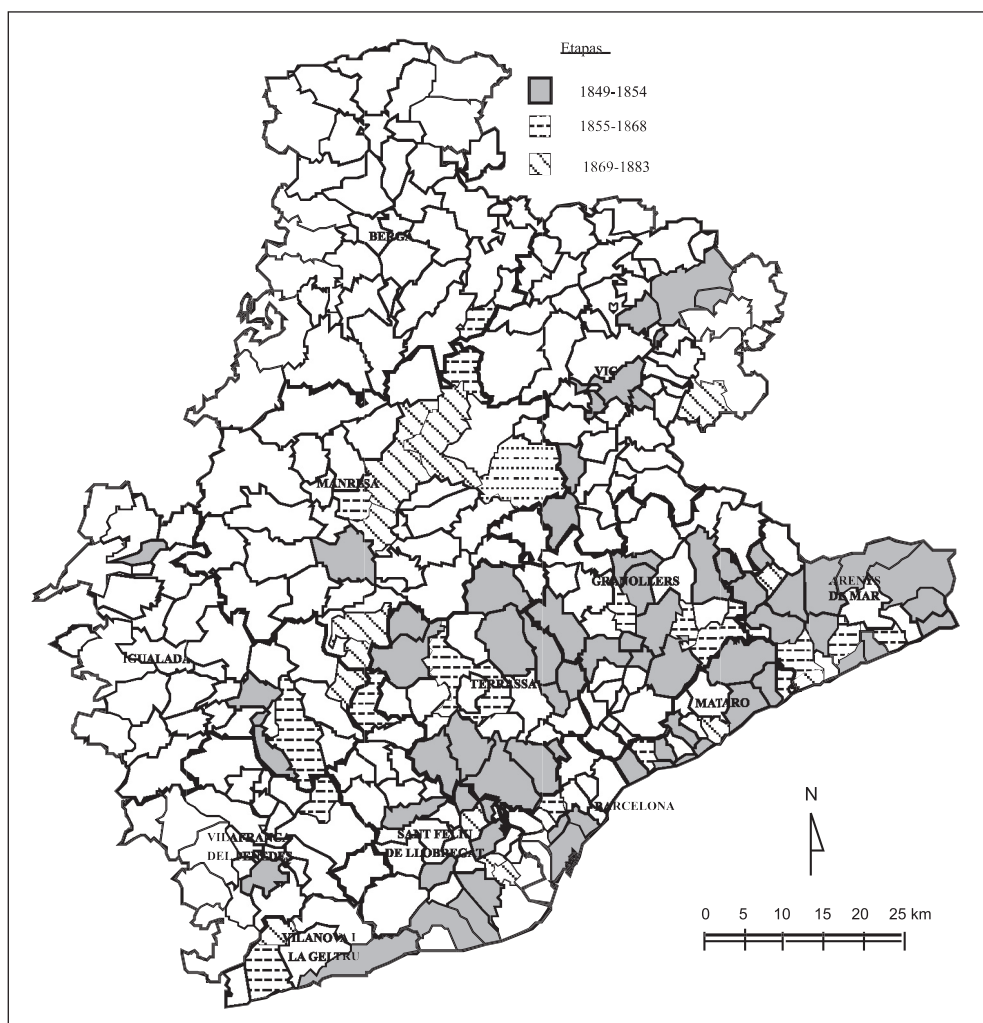 Etapas
1849-1854
1855-1868
1869-1883
BERGA
VIC
MANRESA
GRANOLLERS
ARENYS
DE MAR
IGUALADA
TERRASSA
MATARO
BARCELONA
N
VILAFRANCA
DEL PENEDES
SANT FELIU
DE LLOBREGAT
VILANOVA I
LA GELTRU
0 5 10 15 20 25 km